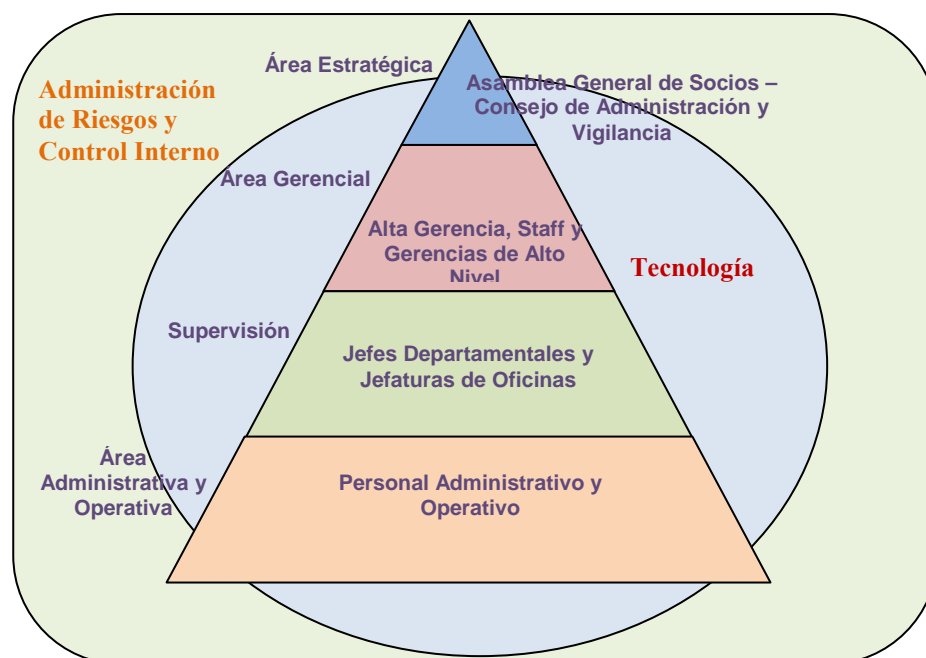 Área Estratégica
Asamblea General de Socios –
Consejo de Administración y
Vigilancia
Administración
de Riesgos y
Control Interno
Área Gerencial
Alta Gerencia, Staff y
Gerencias de Alto
Nivel
Tecnología
Supervisión
Jefes Departamentales y
Jefaturas de Oficinas
Área
Administrativa y
Operativa
Personal Administrativo y
Operativo